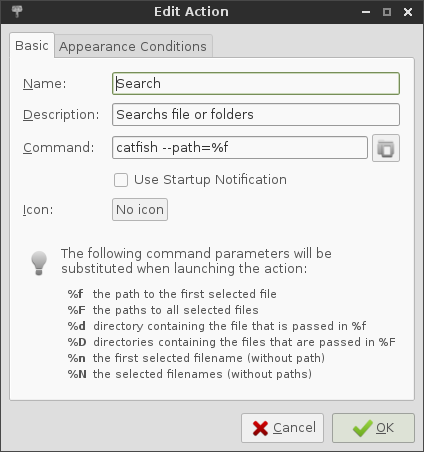 Edit Action
Basic
Appearance Conditions
Name: Search
Description: Searchs file or folders
Command: catfish --path=%f
Use Startup Notification
Icon: No icon
The following command parameters will be
substituted when launching the action:
%f the path to the first selected file
%F the paths to all selected files
%d directory containing the file that is passed in %f
%D directories containing the files that are passed in %F
%n the first selected filename (without path)
%N the selected filenames (without paths)
Cancel
OK